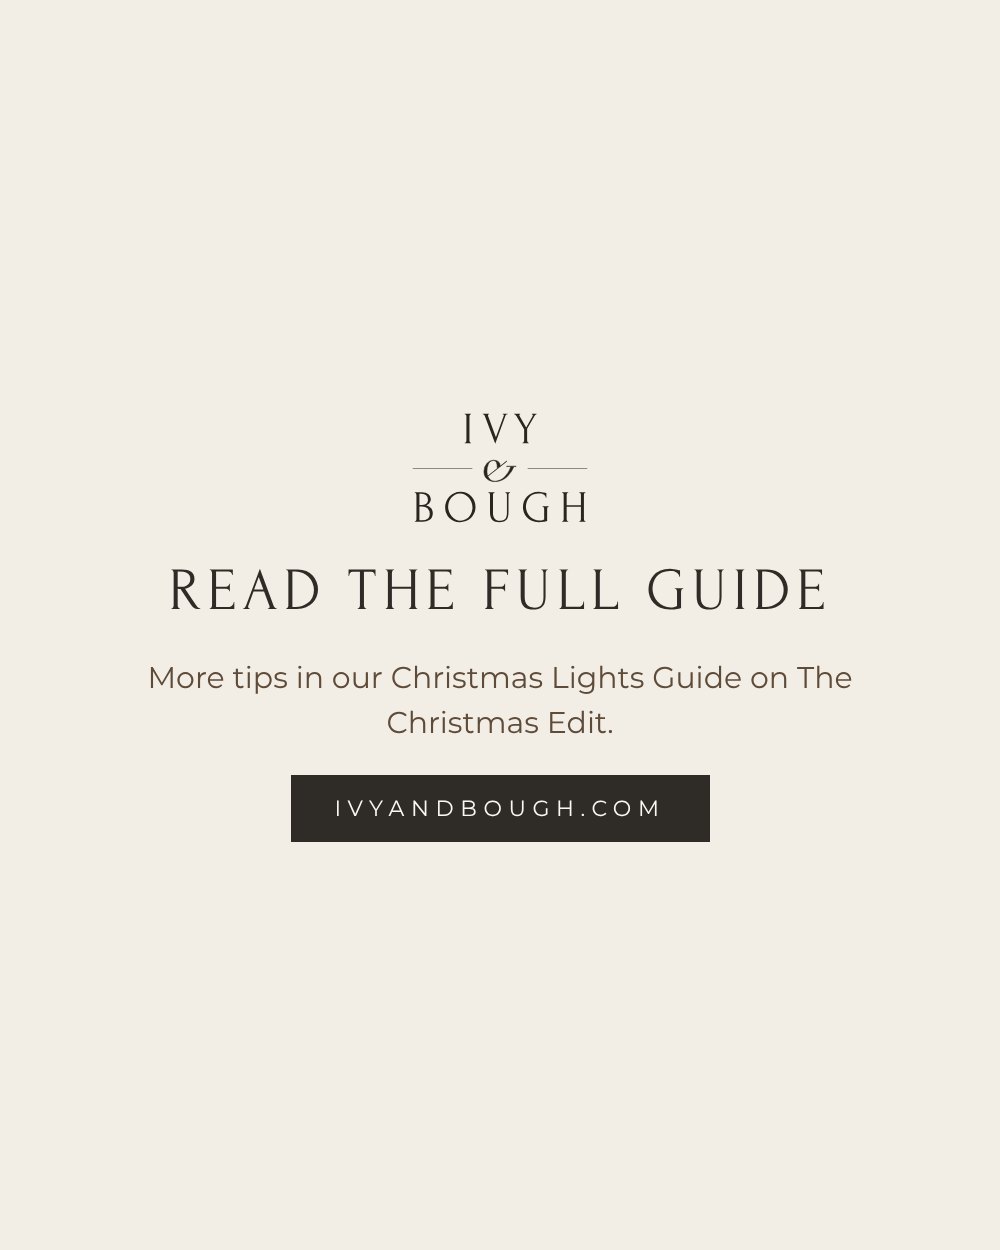 IVY
&
BOUGH
READ THE FULL GUIDE
More tips in our Christmas Lights Guide on The
Christmas Edit.
IVYANDBOUGH.COM